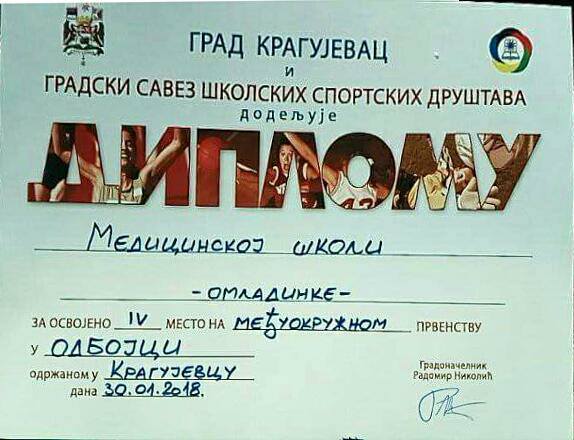 ГРАД КРАГУЈЕВАЦ
и
ГРАДСКИ САВЕЗ ШКОЛСКИХ СПОРТСКИХ ДРУШТАВА
додељује
ДИПЛОМУ
Медицинској школи
- ОМЛАДИНКЕ -
ЗА ОСВОЈЕНО IV МЕСТО НА МЕЂУОКРУЖНОМ ПРВЕНСТВУ
У ОДБОЈЦИ
одржаном у КРАГУЈЕВЦУ
дана 30.01.2018.
Градоначелник
Радомир Николић